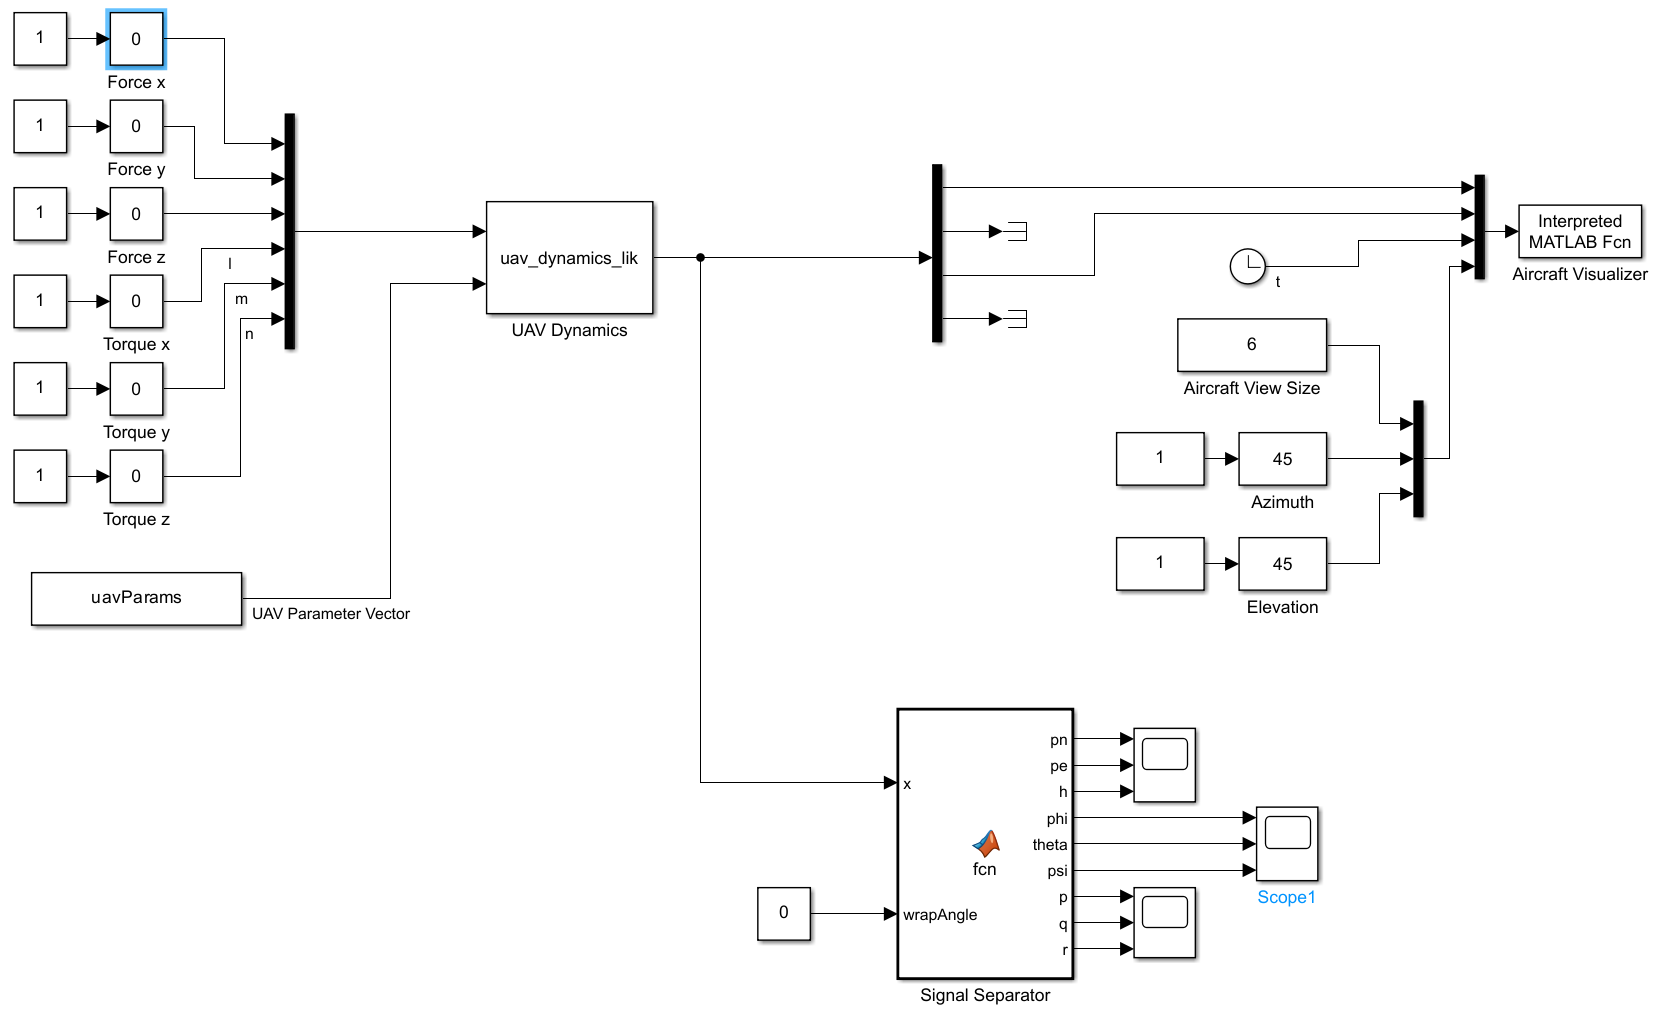 1
0
Force x
1
0
Force y
1
0
Force z
l
1
0
m
Torque x
n
1
0
Torque y
1
0
Torque z
uavParams
UAV Parameter Vector
uav_dynamics_lik
UAV Dynamics
Interpreted
MATLAB Fcn
Aircraft Visualizer
t
6
Aircraft View Size
1
45
Azimuth
1
45
Elevation
pn
pe
h
phi
theta
psi
p
q
r
x
fcn
wrapAngle
0
Signal Separator
Scope1